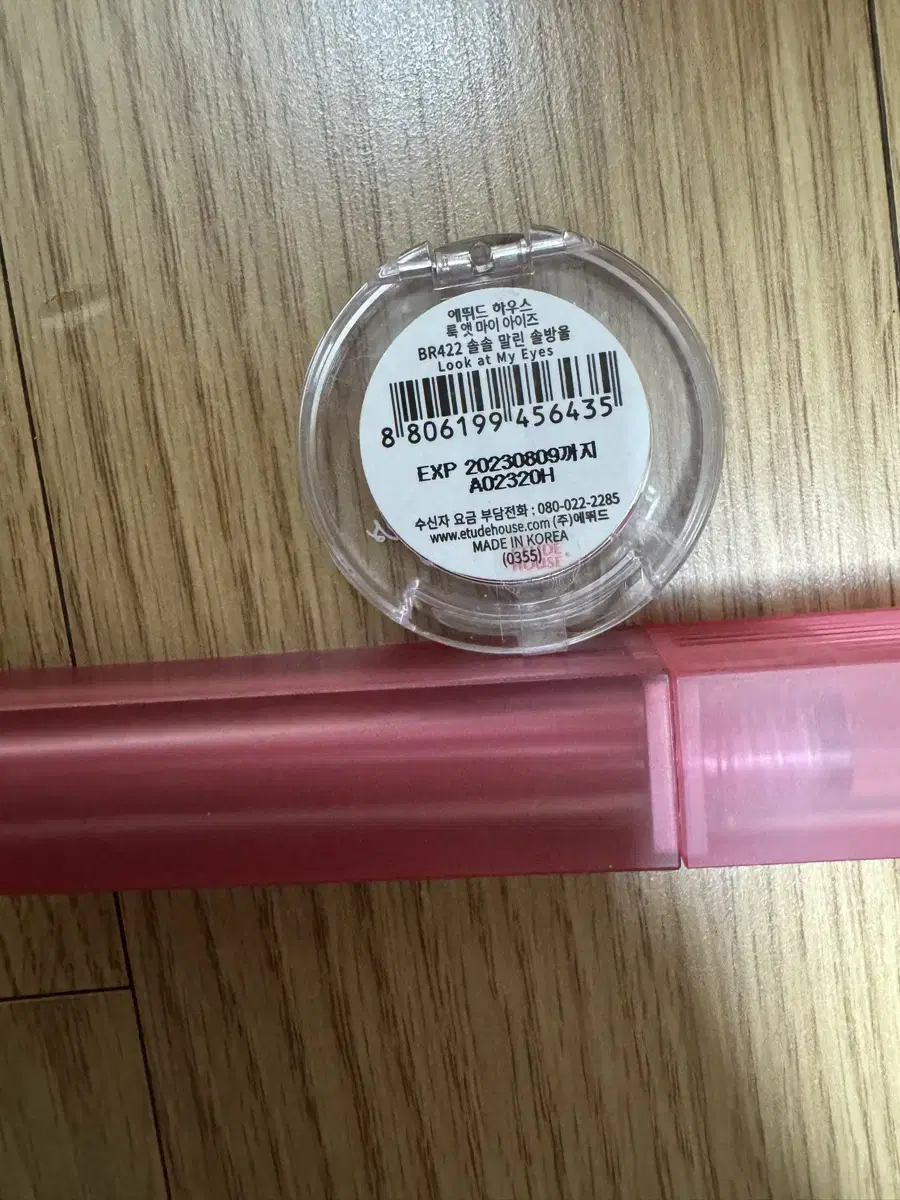 에뛰드 하우스
룩 앳 마이 아이즈
BR422 솔솔 말린 솔방울
Look at My Eyes
8 806199 456435
EXP 20230809까지
A02320H
수신자 요금 부담전화 : 080-022-2285
www.etudehouse.com (주)에뛰드
MADE IN KOREA
(0355)
HOUSE